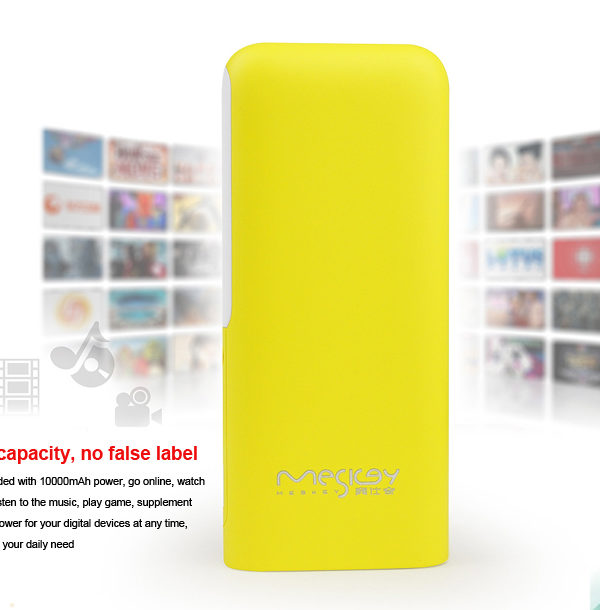 capacity, no false label
ded with 10000mAh power, go online, watch
sten to the music, play game, supplement
ower for your digital devices at any time,
your daily need
Meskey
MESKEY